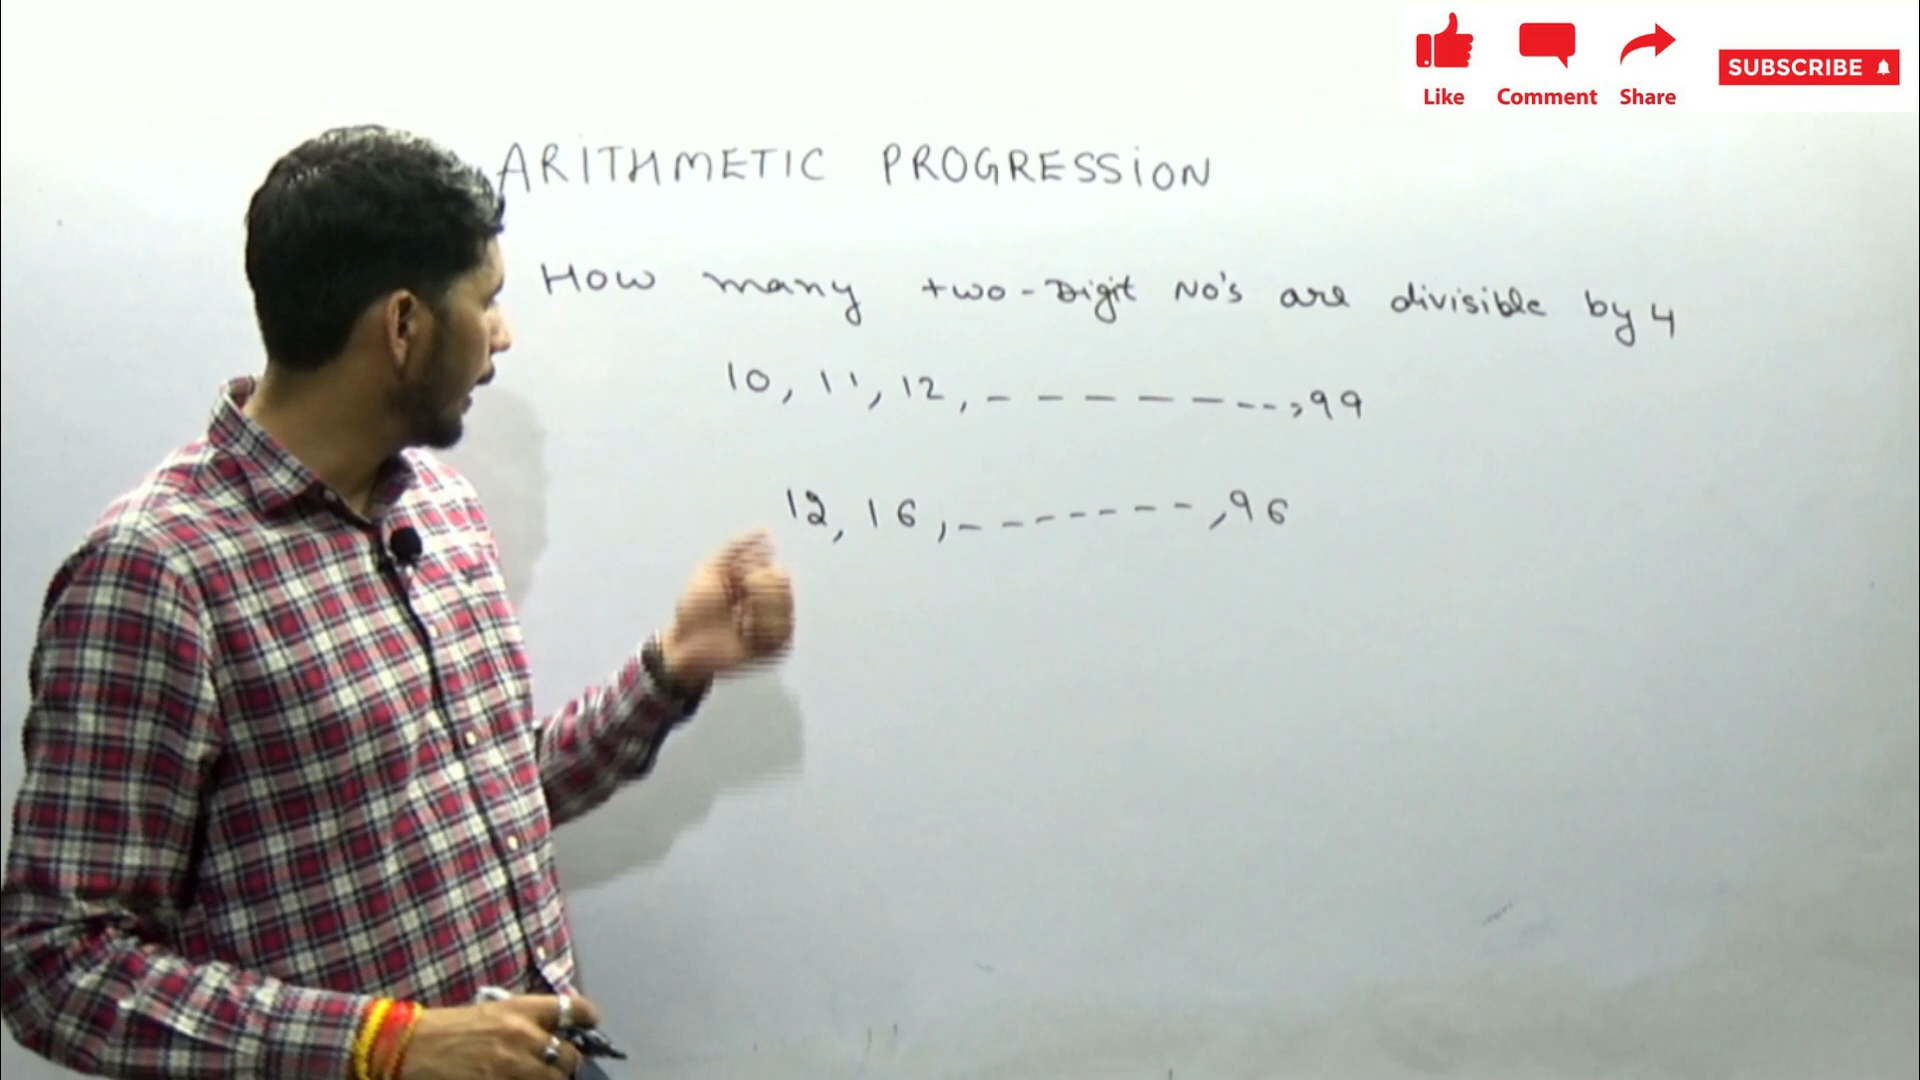 Like Comment Share SUBSCRIBE
ARITHMETIC PROGRESSION
How many two-Digit No's are divisible by 4
10, 11, 12, - - - - - - - -, 99
12, 16, - - - - - - -, 96